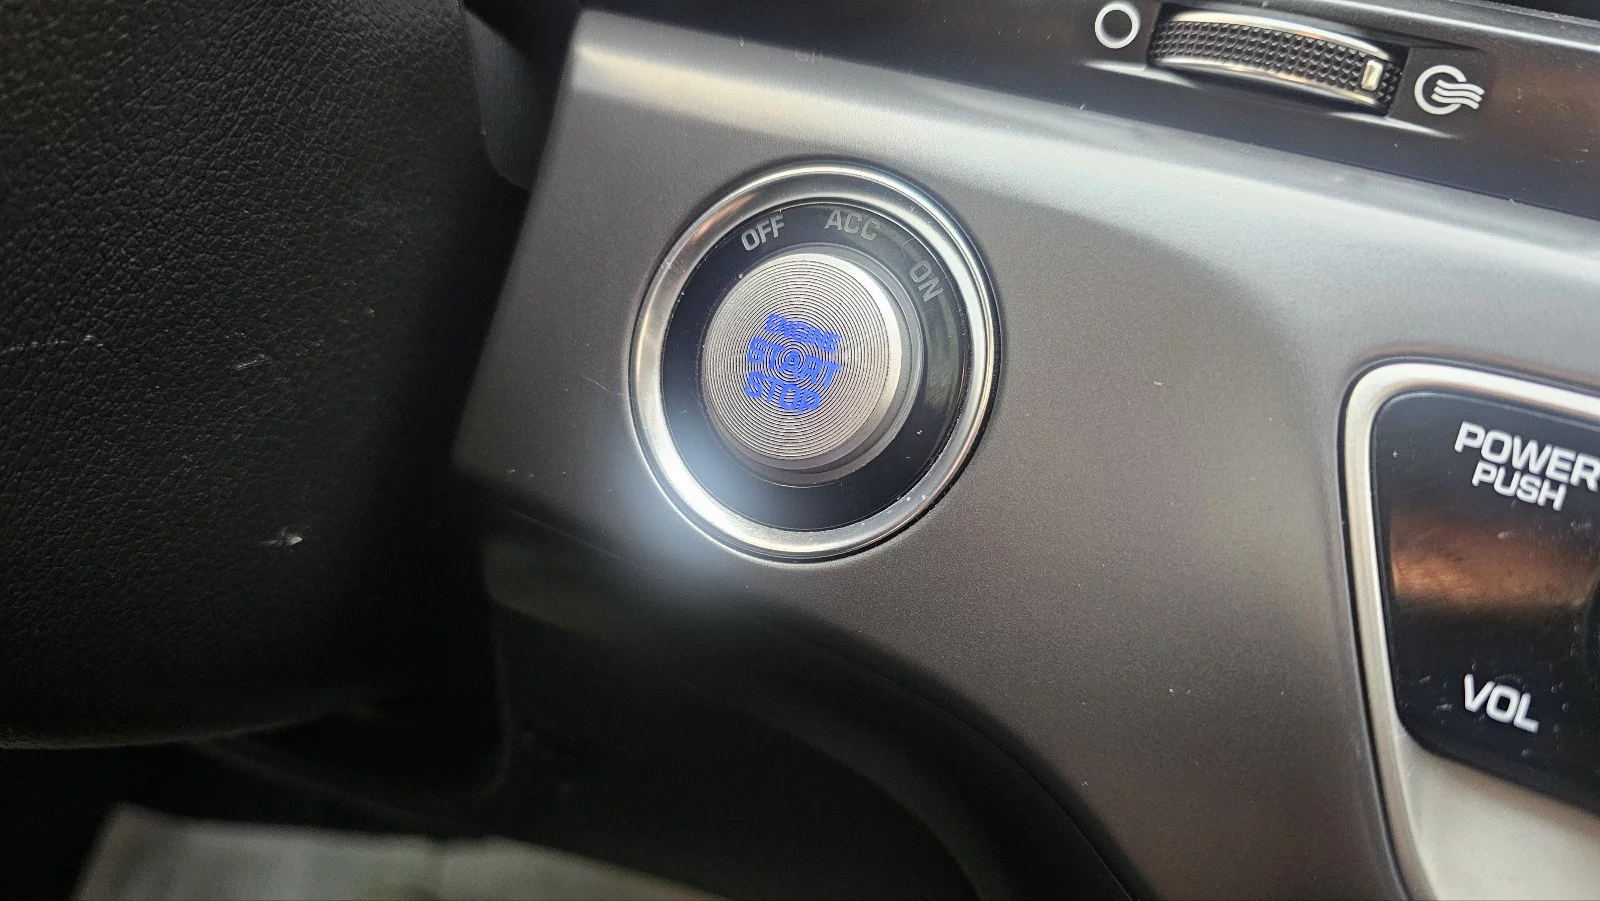 OFF ACC ON
ENGINE
START
STOP
POWER
PUSH
VOL